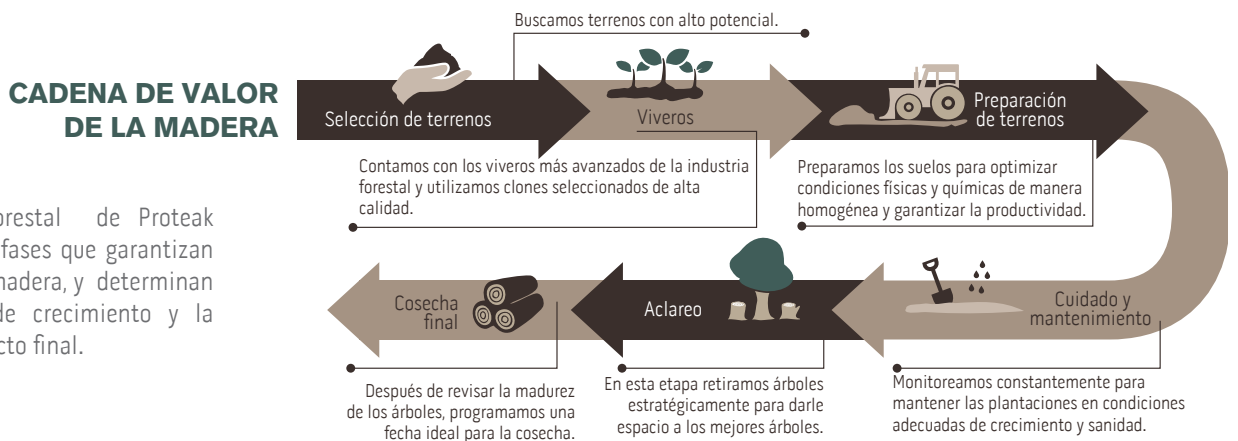 CADENA DE VALOR
DE LA MADERA
orestal de Proteak
fases que garantizan
nadera, y determinan
de crecimiento y la
cto final.
Buscamos terrenos con alto potencial.
Selección de terrenos
Viveros
Preparación
de terrenos
Contamos con los viveros más avanzados de la industria
forestal y utilizamos clones seleccionados de alta
calidad.
Preparamos los suelos para optimizar
condiciones físicas y químicas de manera
homogénea y garantizar la productividad.
Cuidado y
mantenimiento
Aclareo
Cosecha
final
Monitoreamos constantemente para
mantener las plantaciones en condiciones
adecuadas de crecimiento y sanidad.
En esta etapa retiramos árboles
estratégicamente para darle
espacio a los mejores árboles.
Después de revisar la madurez
de los árboles, programamos una
fecha ideal para la cosecha.